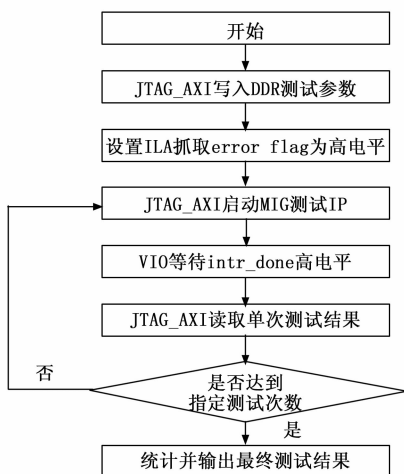 开始
JTAG_AXI写入DDR测试参数
设置ILA抓取error flag为高电平
JTAG_AXI启动MIG测试IP
VIO等待intr_done高电平
JTAG_AXI读取单次测试结果
否
是否达到
指定测试次数
是
统计并输出最终测试结果